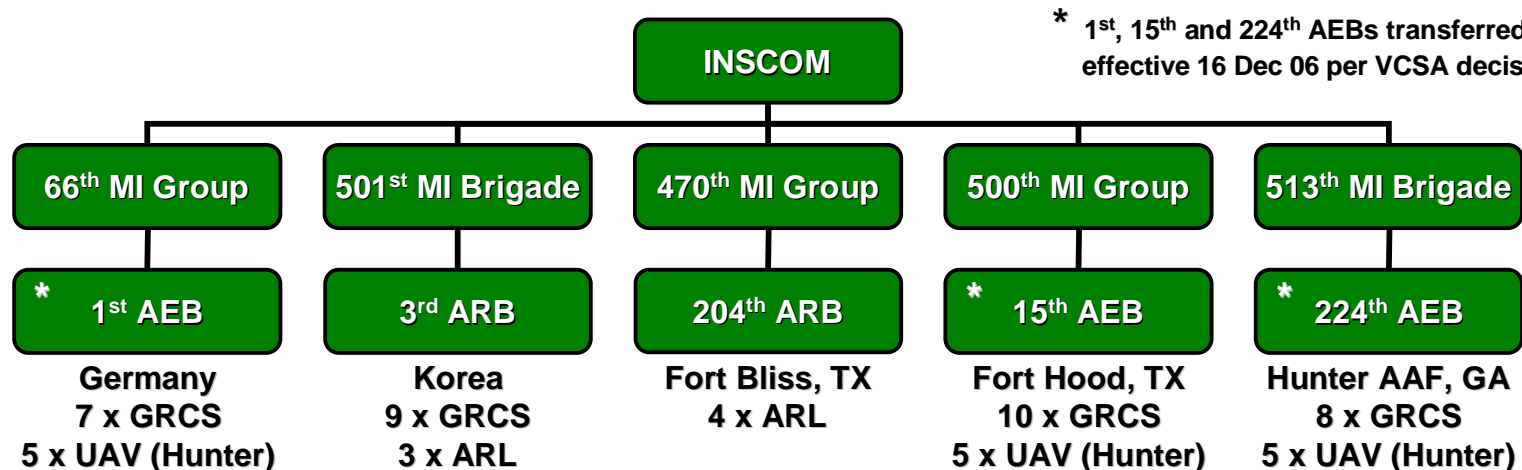 * 1st, 15th and 224th AEBs transferred
effective 16 Dec 06 per VCSA
INSCOM
66th MI Group
501st MI Brigade
470th MI Group
500th MI Group
513th MI Brigade
* 1st AEB
3rd ARB
204th ARB
* 15th AEB
* 224th AEB
Germany
7 x GRCS
5 x UAV (Hunter)
Korea
9 x GRCS
3 x ARL
Fort Bliss, TX
4 x ARL
Fort Hood, TX
10 x GRCS
5 x UAV (Hunter)
Hunter AAF, GA
8 x GRCS
5 x UAV (Hunter)